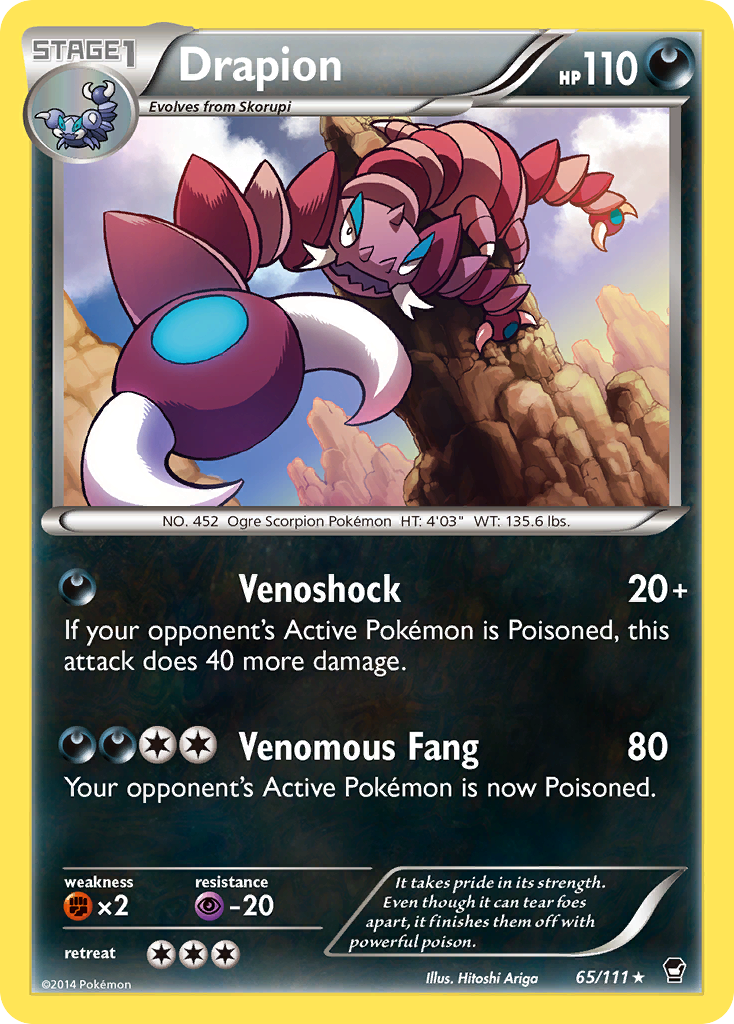 STAGE1
Drapion
HP110
Evolves from Skorupi
NO. 452 Ogre Scorpion Pokémon HT: 4'03" WT: 135.6 lbs.
Venoshock 20+
If your opponent's Active Pokémon is Poisoned, this
attack does 40 more damage.
Venomous Fang 80
Your opponent's Active Pokémon is now Poisoned.
weakness resistance
×2 -20
retreat
It takes pride in its strength.
Even though it can tear foes
apart, it finishes them off with
powerful poison.
©2014 Pokémon
Illus. Hitoshi Ariga 65/111 ★